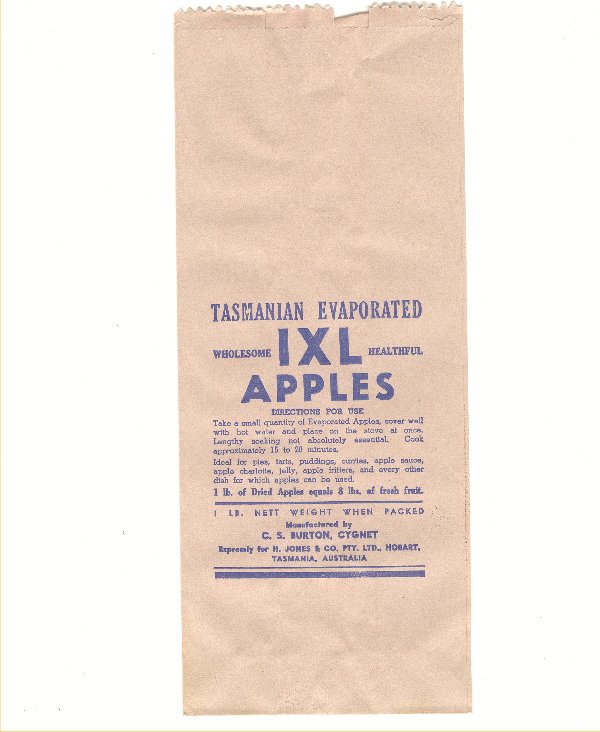 TASMANIAN EVAPORATED
WHOLESOME IXL HEALTHFUL
APPLES
DIRECTIONS FOR USE
Take a small quantity of Evaporated Apples, cover well
with hot water and place on the stove at once.
Lengthy soaking not absolutely essential. Cook
approximately 15 to 20 minutes.
Ideal for pies, tarts, puddings, curries, apple sauce,
apple charlotte, jelly, apple fritters, and every other
dish for which apples can be used.
1 lb. of Dried Apples equals 8 lbs. of fresh fruit.
1 LB. NETT WEIGHT WHEN PACKED
Manufactured by
C. S. BURTON, CYGNET
Expressly for H. JONES & CO. PTY. LTD., HOBART,
TASMANIA, AUSTRALIA